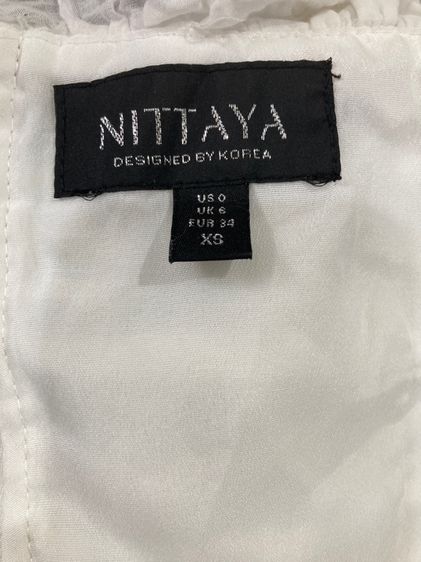 NITTAYA
DESIGNED BY KOREA
US 0
UK 6
EUR 34
XS